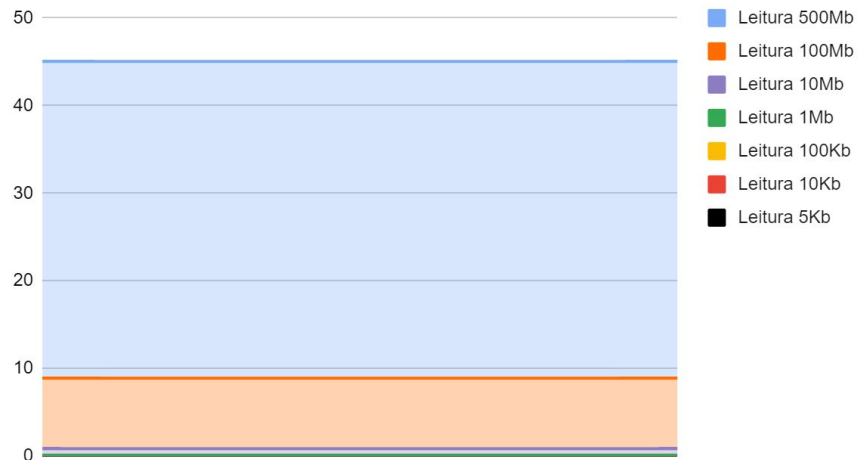 50
40
30
20
10
0
Leitura 500Mb
Leitura 100Mb
Leitura 10Mb
Leitura 1Mb
Leitura 100Kb
Leitura 10Kb
Leitura 5Kb